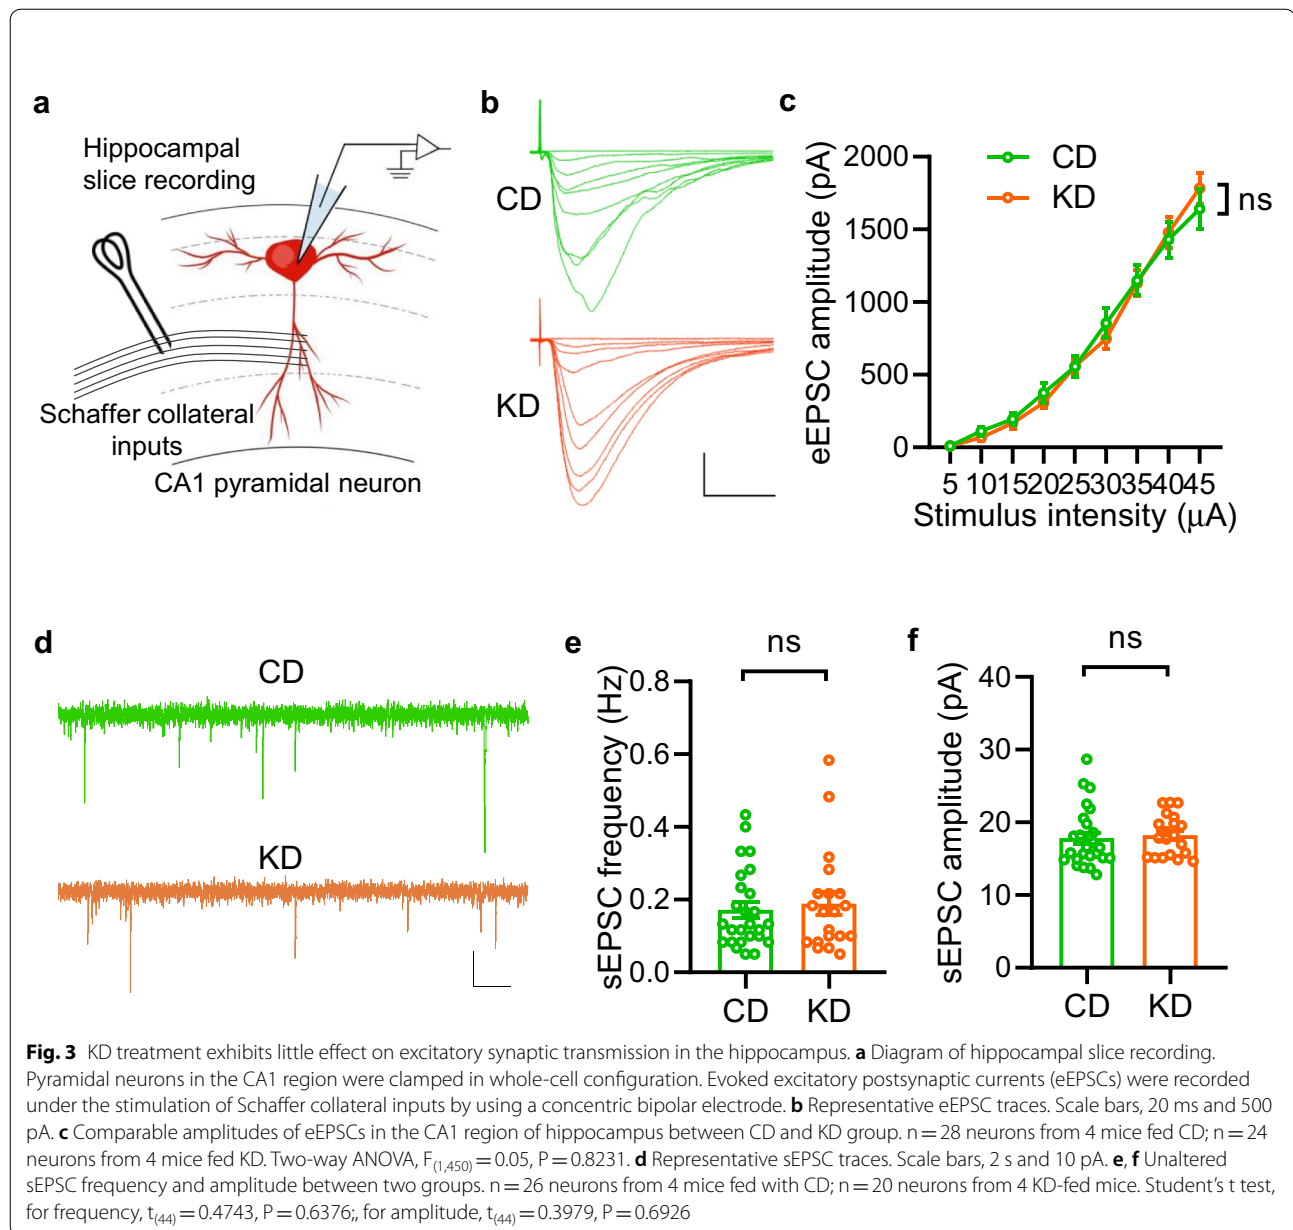 a
Hippocampal
slice recording
Schaffer collateral
inputs
CA1 pyramidal neuron
b
CD
KD
c
CD
KD
ns
eEPSC amplitude (pA)
2000
1500
1000
500
0
5 10 15 20 25 30 35 40 45
Stimulus intensity (μA)
d
CD
KD
e
ns
sEPSC frequency (Hz)
0.8
0.6
0.4
0.2
0.0
CD KD
f
ns
sEPSC amplitude (pA)
40
30
20
10
0
CD KD
Fig. 3 KD treatment exhibits little effect on excitatory synaptic transmission in the hippocampus. a Diagram of hippocampal slice recording.
Pyramidal neurons in the CA1 region were clamped in whole-cell configuration. Evoked excitatory postsynaptic currents (eEPSCs) were recorded
under the stimulation of Schaffer collateral inputs by using a concentric bipolar electrode. b Representative eEPSC traces. Scale bars, 20 ms and 500
pA. c Comparable amplitudes of eEPSCs in the CA1 region of hippocampus between CD and KD group. n = 28 neurons from 4 mice fed CD; n = 24
neurons from 4 mice fed KD. Two-way ANOVA, F(1,450) = 0.05, P = 0.8231. d Representative sEPSC traces. Scale bars, 2 s and 10 pA. e, f Unaltered
sEPSC frequency and amplitude between two groups. n = 26 neurons from 4 mice fed with CD; n = 20 neurons from 4 KD-fed mice. Student's t test,
for frequency, t(44) = 0.4743, P = 0.6376;, for amplitude, t(44) = 0.3979, P = 0.6926